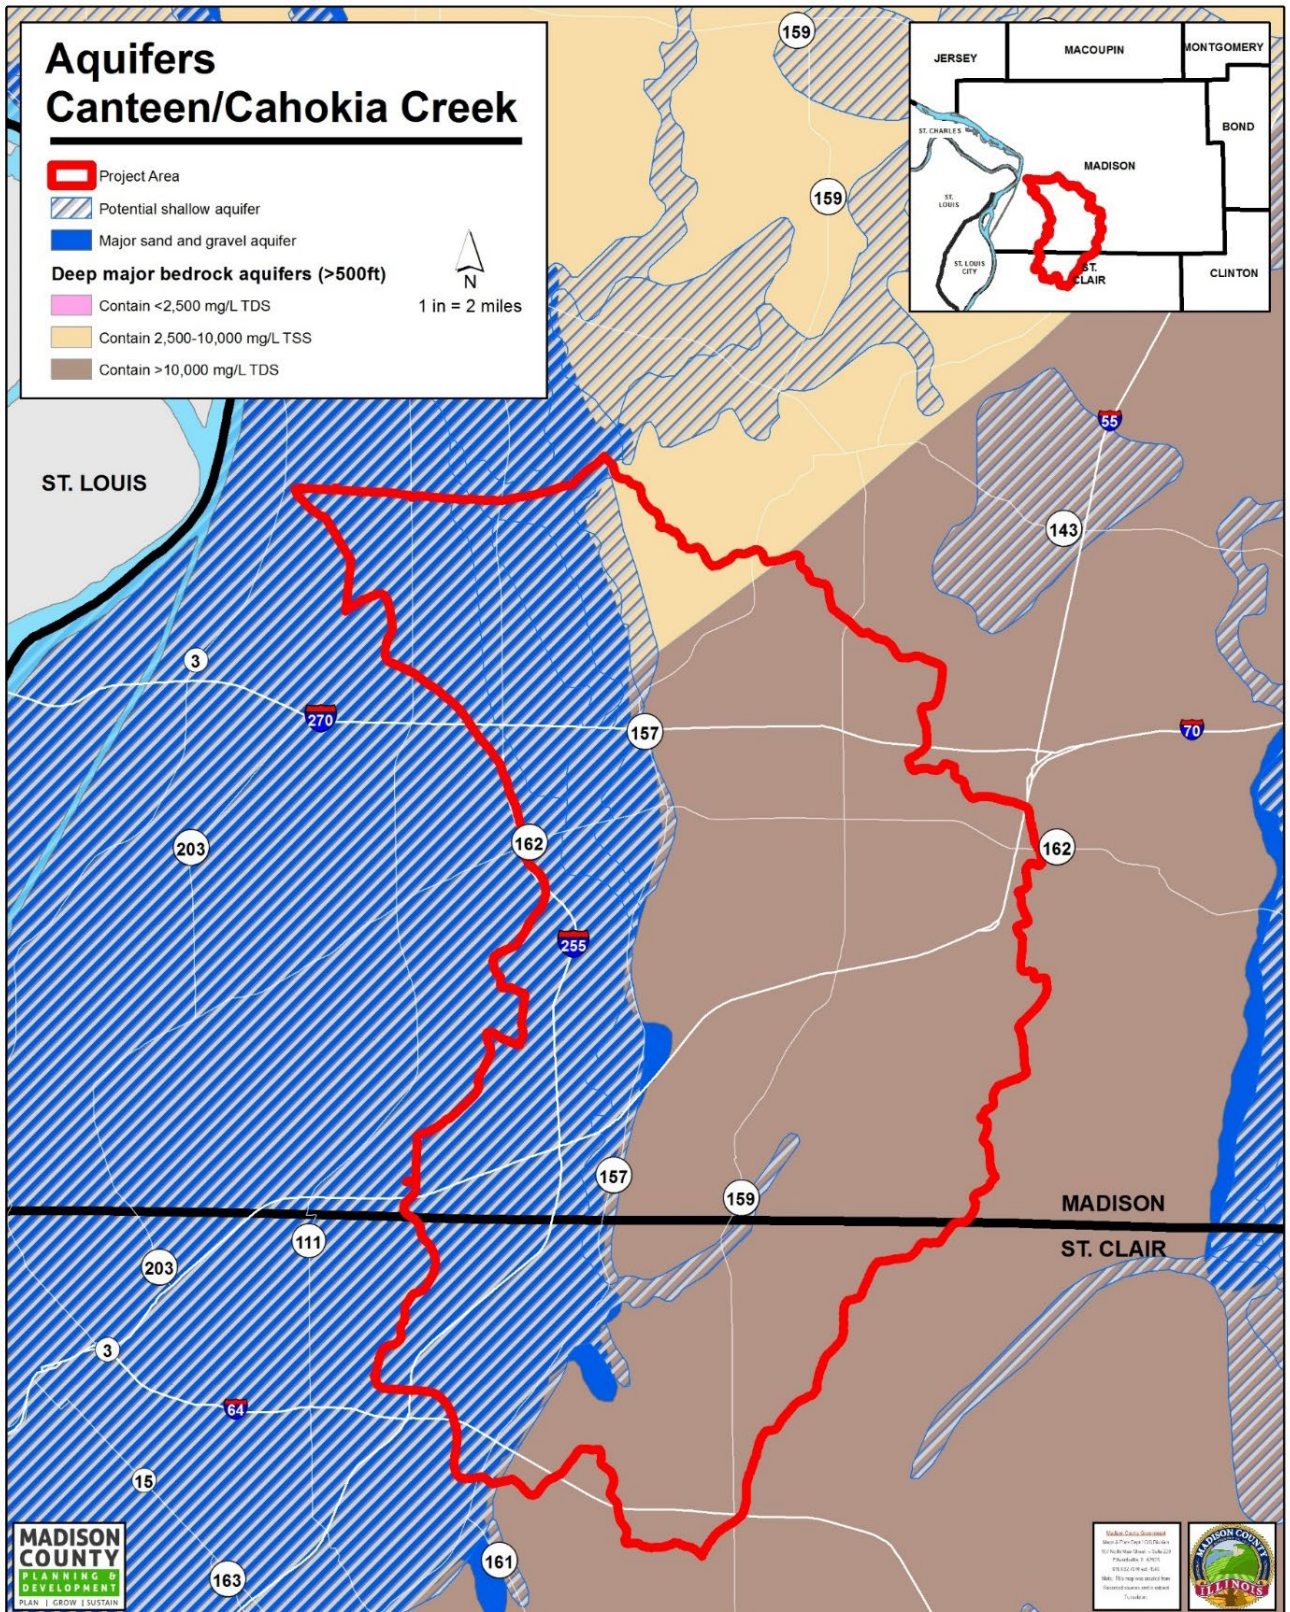 Aquifers
Canteen/Cahokia Creek
Project Area
Potential shallow aquifer
Major sand and gravel aquifer
Deep major bedrock aquifers (>500ft)
Contain <2,500 mg/L TDS
Contain 2,500-10,000 mg/L TSS
Contain >10,000 mg/L TDS
N
1 in = 2 miles
159
159
JERSEY
MACOUPIN
MONTGOMERY
BOND
ST. CHARLES
MADISON
ST.
LOUIS
ST. LOUIS
CITY
ST.
CLAIR
CLINTON
ST. LOUIS
55
143
3
270
157
70
203
162
162
255
157
159
MADISON
ST. CLAIR
111
203
3
64
15
161
163
MADISON
COUNTY
PLANNING &
DEVELOPMENT
PLAN | GROW | SUSTAIN
Madison County Government
MADISON COUNTY
ILLINOIS